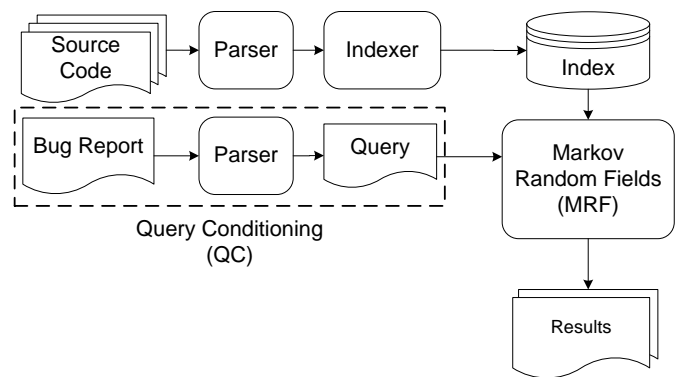 Source
Code
Parser
Indexer
Index
Bug Report
Parser
Query
Markov
Random Fields
(MRF)
Query Conditioning
(QC)
Results